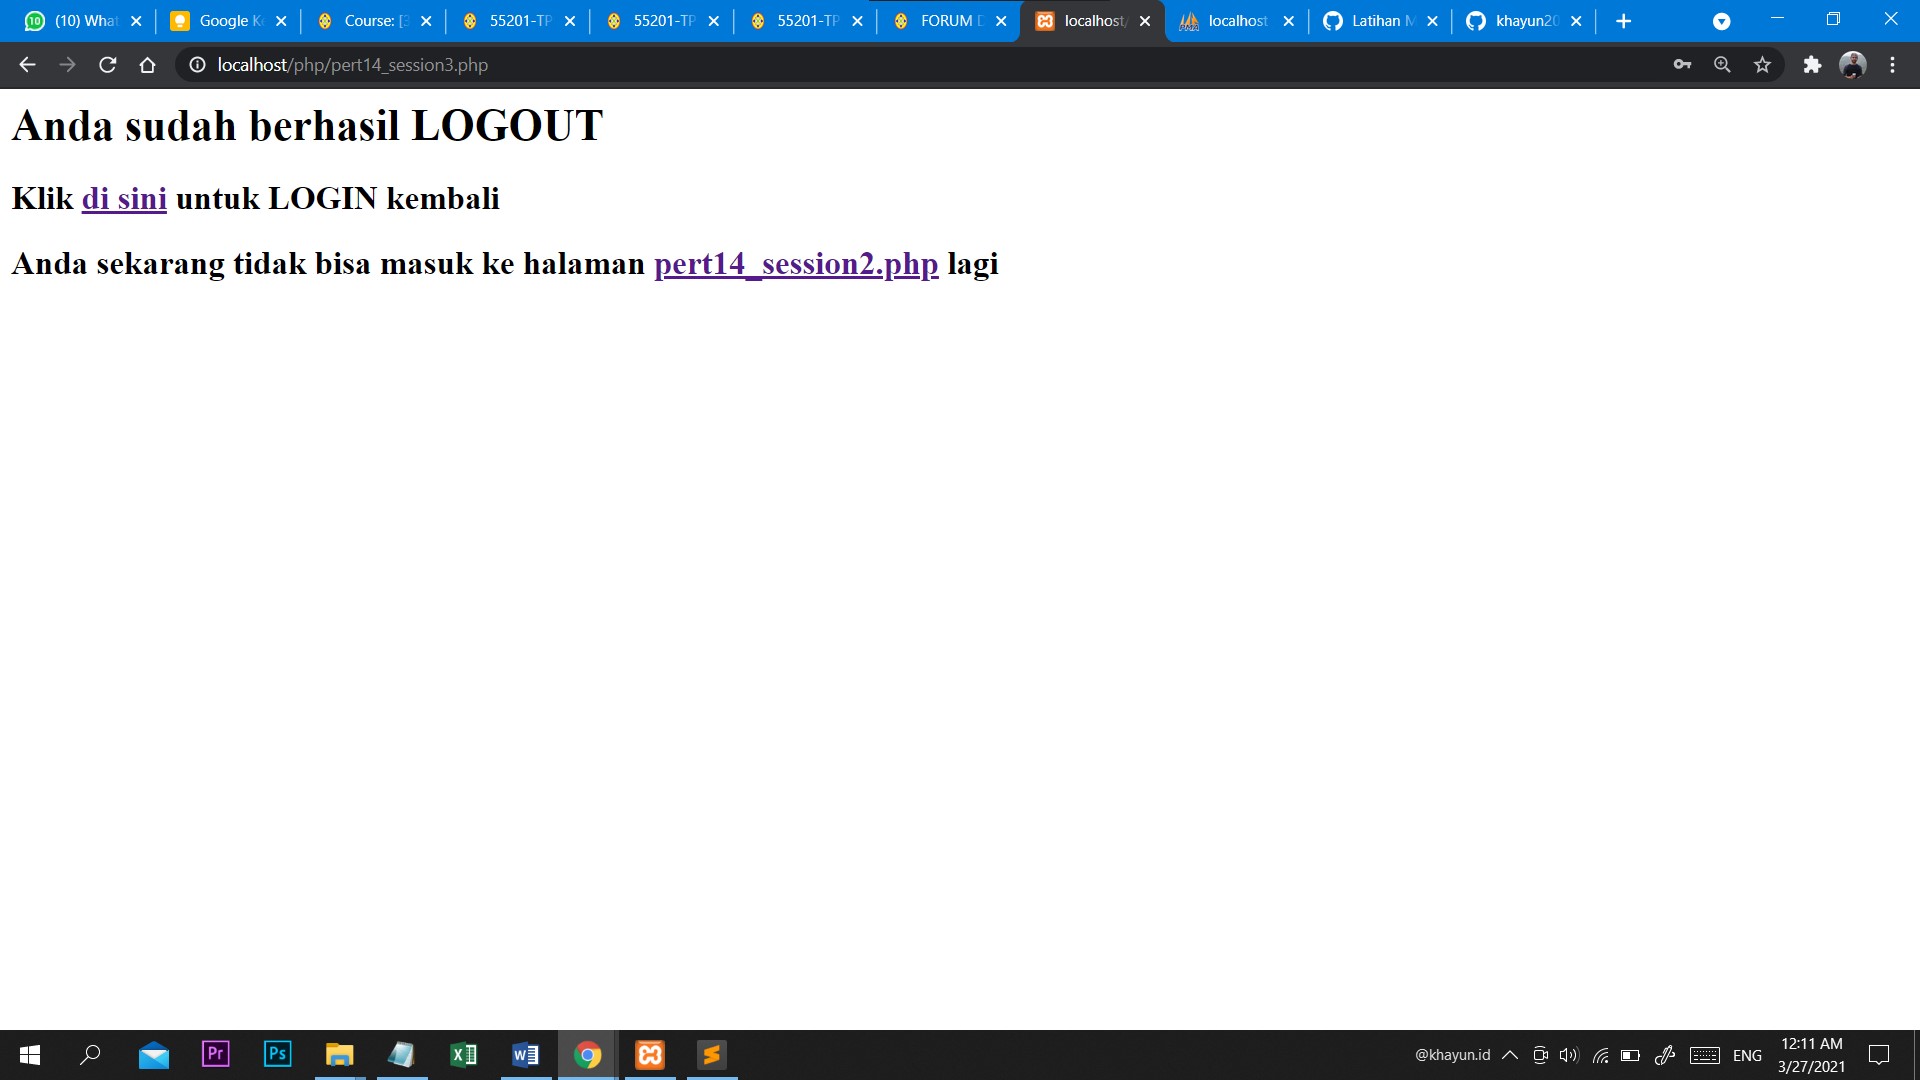 (10) What
Google Ke
Course: [3
55201-TP
55201-TP
55201-TP
FORUM D
localhost/
localhost
Latihan M
khayun20
localhost/php/pert14_session3.php
Anda sudah berhasil LOGOUT
Klik di sini untuk LOGIN kembali
Anda sekarang tidak bisa masuk ke halaman pert14_session2.php lagi
@khayun.id
ENG
12:11 AM
3/27/2021